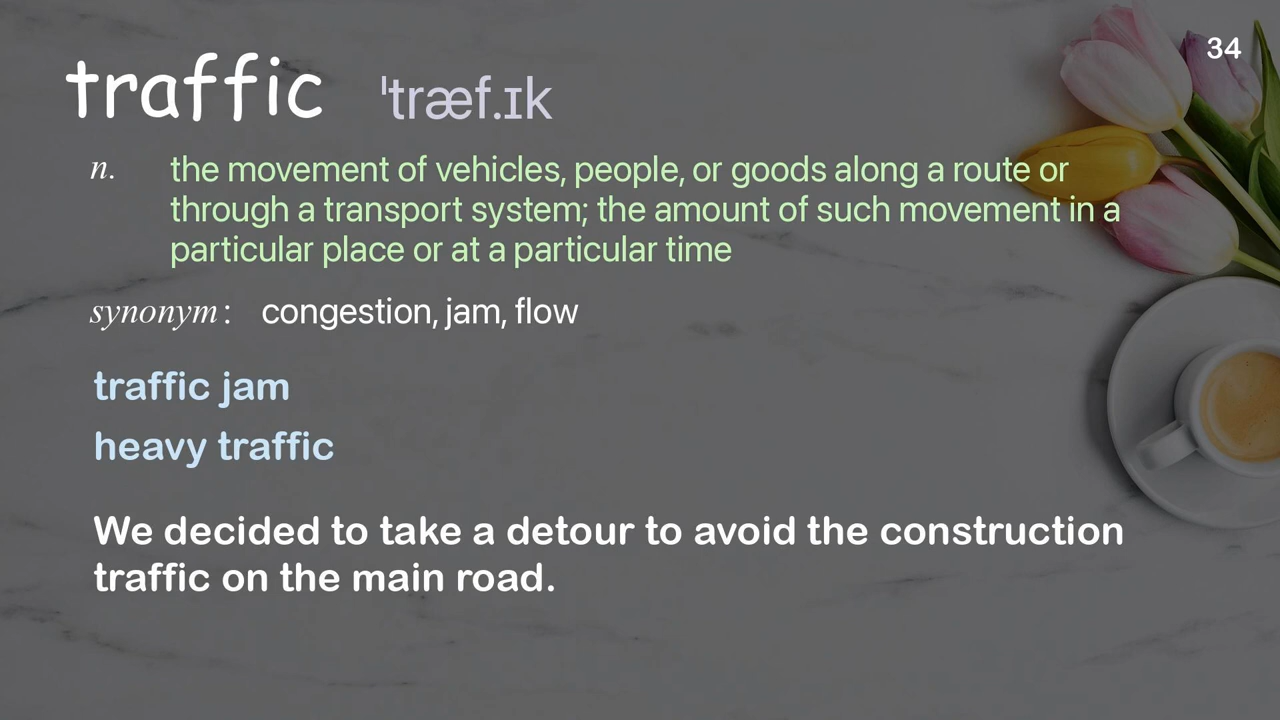 34
traffic ˈtræf.ɪk
n. the movement of vehicles, people, or goods along a route or
through a transport system; the amount of such movement in a
particular place or at a particular time
synonym: congestion, jam, flow
traffic jam
heavy traffic
We decided to take a detour to avoid the construction
traffic on the main road.